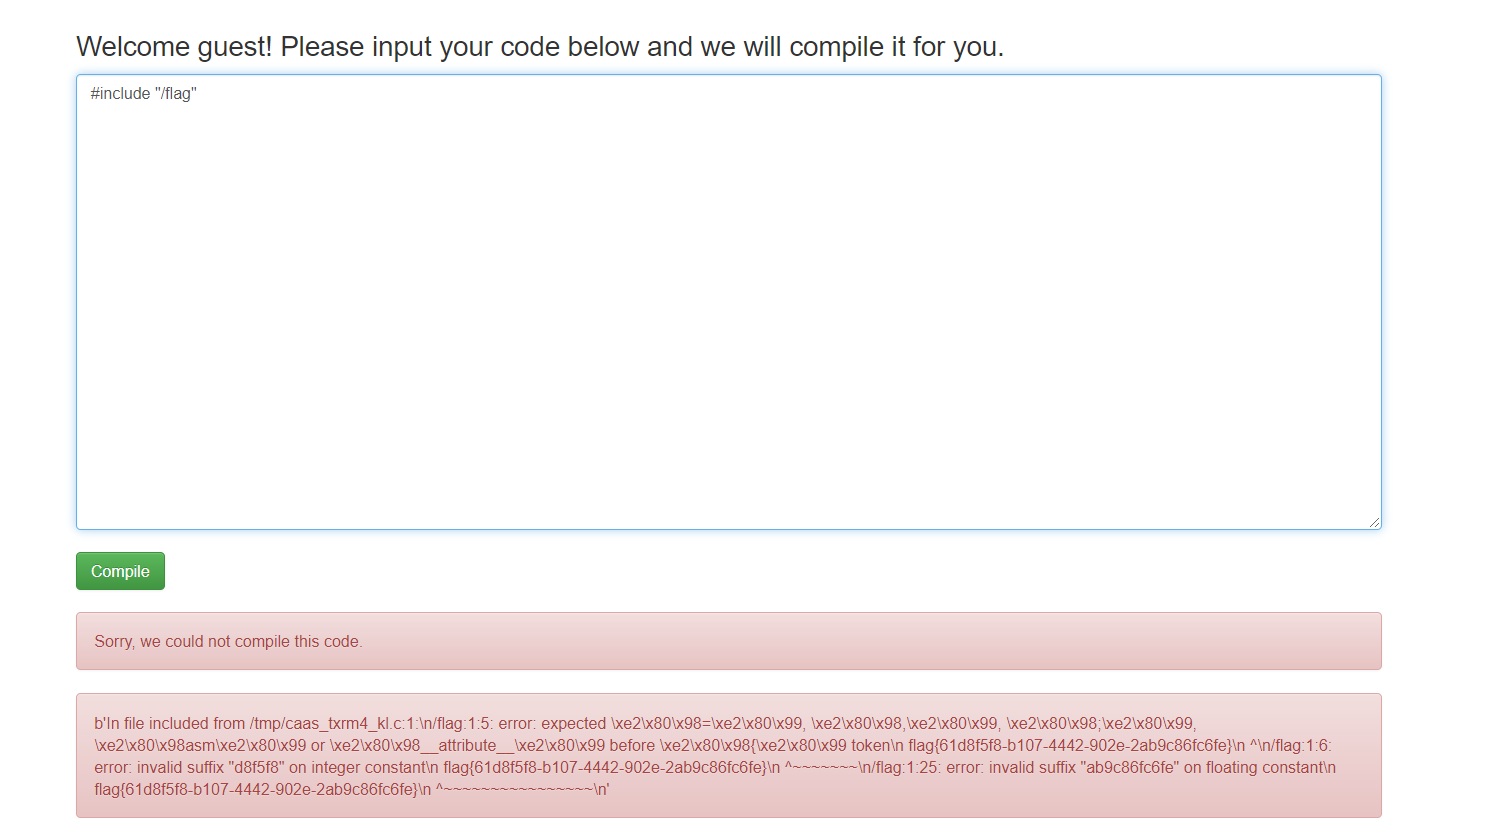 Welcome guest! Please input your code below and we will compile it for you.
#include "/flag"
Compile
Sorry, we could not compile this code.
b'In file included from /tmp/caas_txrm4_kl.c:1:\n/flag:1:5: error: expected \xe2\x80\x98=\xe2\x80\x99, \xe2\x80\x98,\xe2\x80\x99, \xe2\x80\x98;\xe2\x80\x99,
\xe2\x80\x98asm\xe2\x80\x99 or \xe2\x80\x98__attribute__\xe2\x80\x99 before \xe2\x80\x98{\xe2\x80\x99 token\n flag{61d8f5f8-b107-4442-902e-2ab9c86fc6fe}\n ^\n/flag:1:6:
error: invalid suffix "d8f5f8" on integer constant\n flag{61d8f5f8-b107-4442-902e-2ab9c86fc6fe}\n ^~~~~~~~\n/flag:1:25: error: invalid suffix "ab9c86fc6fe" on floating constant\n
flag{61d8f5f8-b107-4442-902e-2ab9c86fc6fe}\n ^~~~~~~~~~~~~~~~~\n'